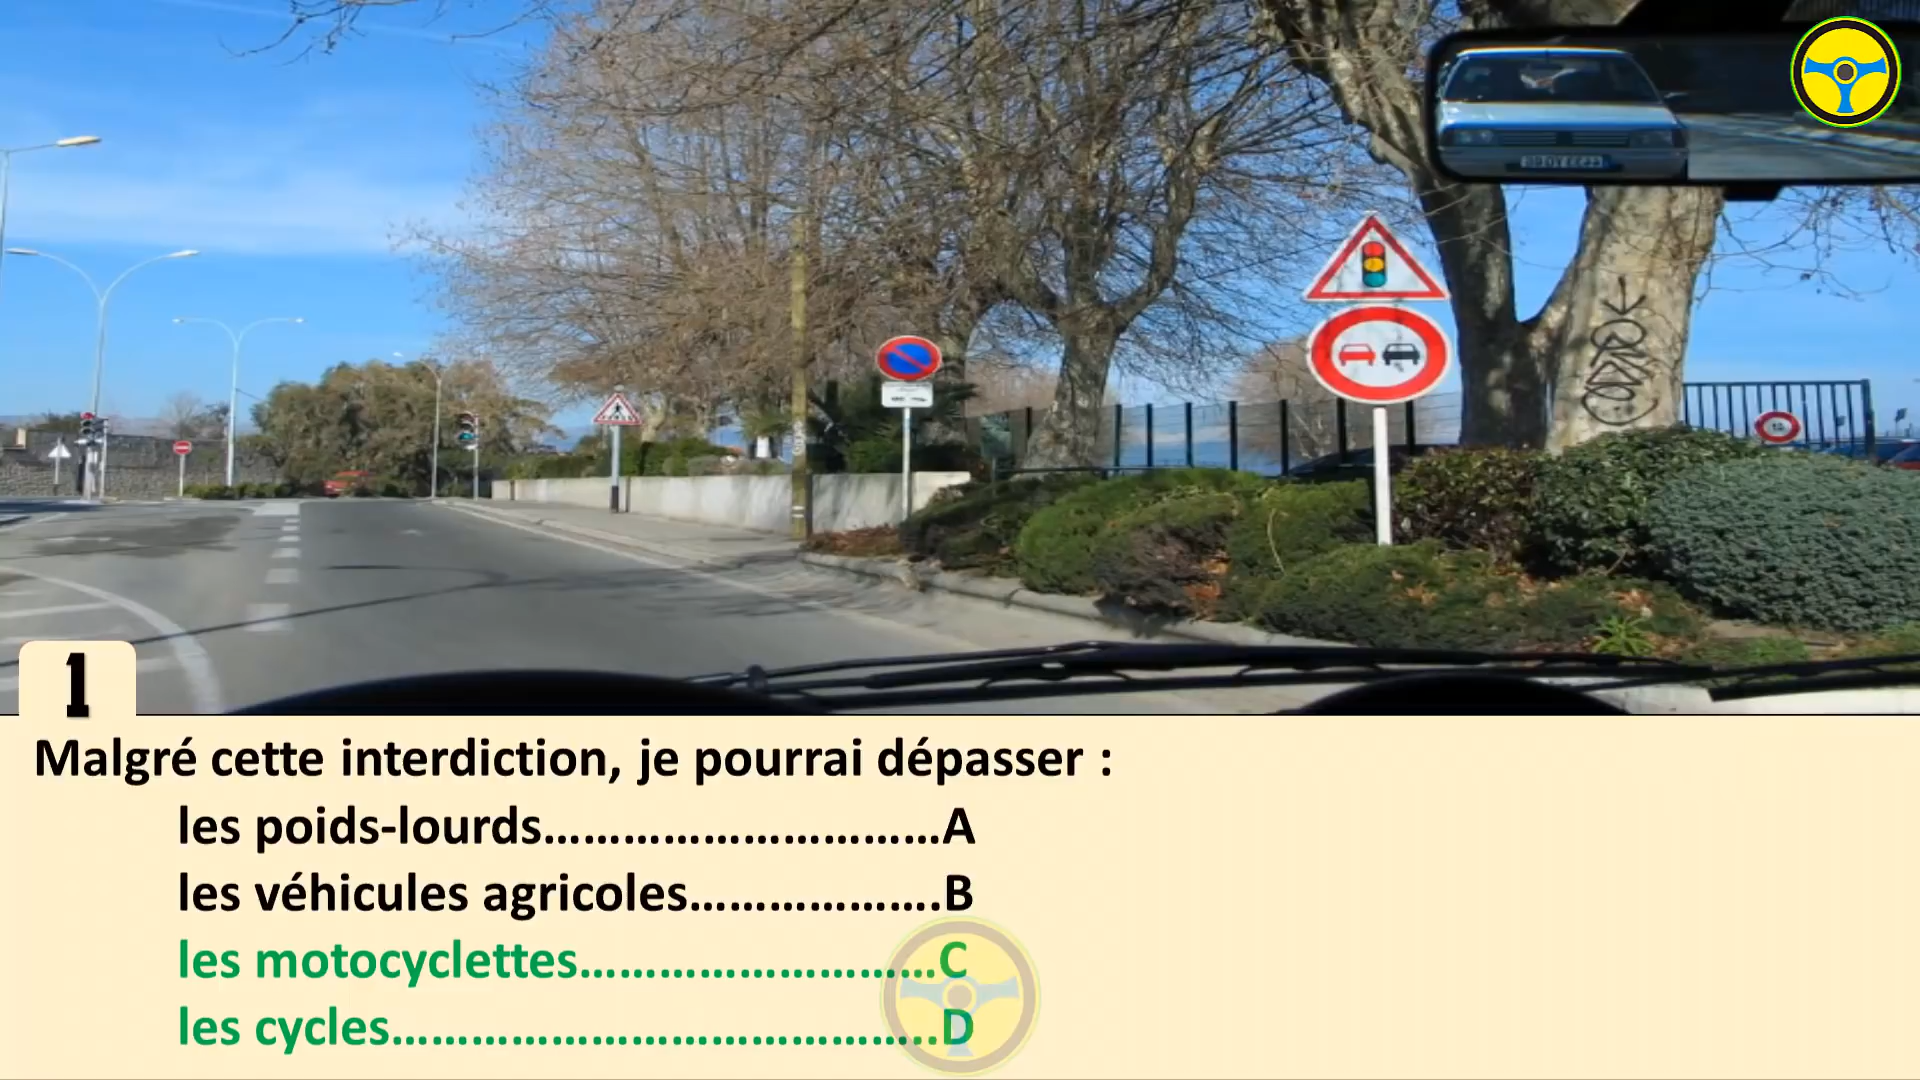 1
Malgré cette interdiction, je pourrai dépasser :
les poids-lourds..............................A
les véhicules agricoles...................B
les motocyclettes...........................C
les cycles.........................................D